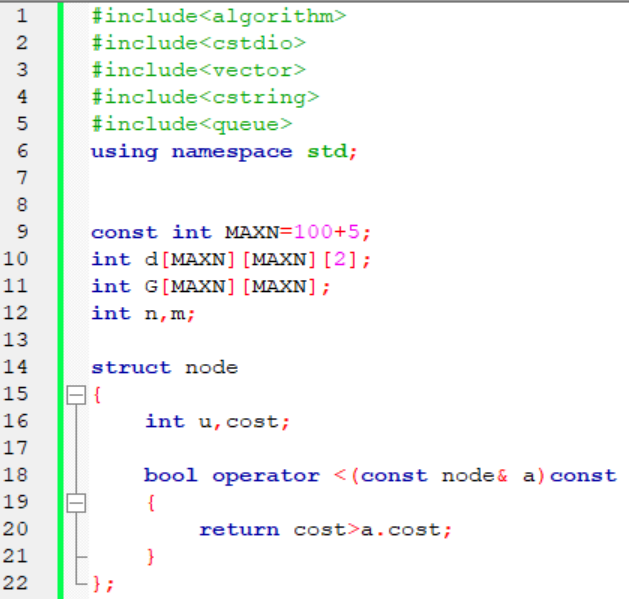 1 #include<algorithm>
2 #include<cstdio>
3 #include<vector>
4 #include<cstring>
5 #include<queue>
6 using namespace std;
7
8
9 const int MAXN=100+5;
10 int d[MAXN][MAXN][2];
11 int G[MAXN][MAXN];
12 int n,m;
13
14 struct node
15 {
16     int u,cost;
17
18     bool operator <(const node& a)const
19     {
20         return cost>a.cost;
21     }
22 };